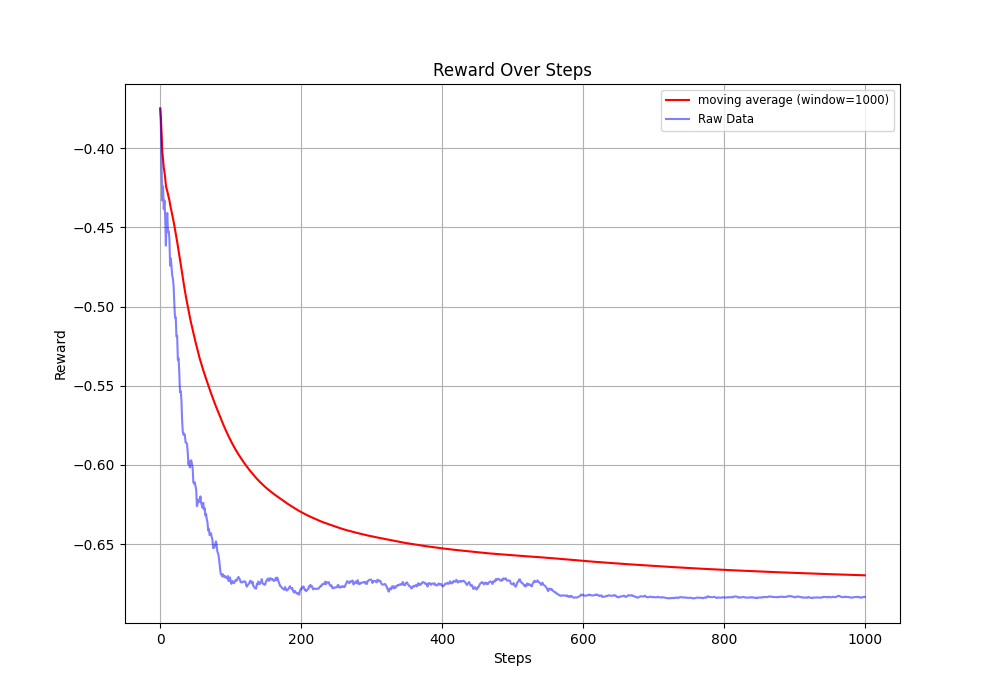 Reward Over Steps
moving average (window=1000)
Raw Data
−0.40
−0.45
−0.50
−0.55
−0.60
−0.65
Reward
0
200
400
600
800
1000
Steps